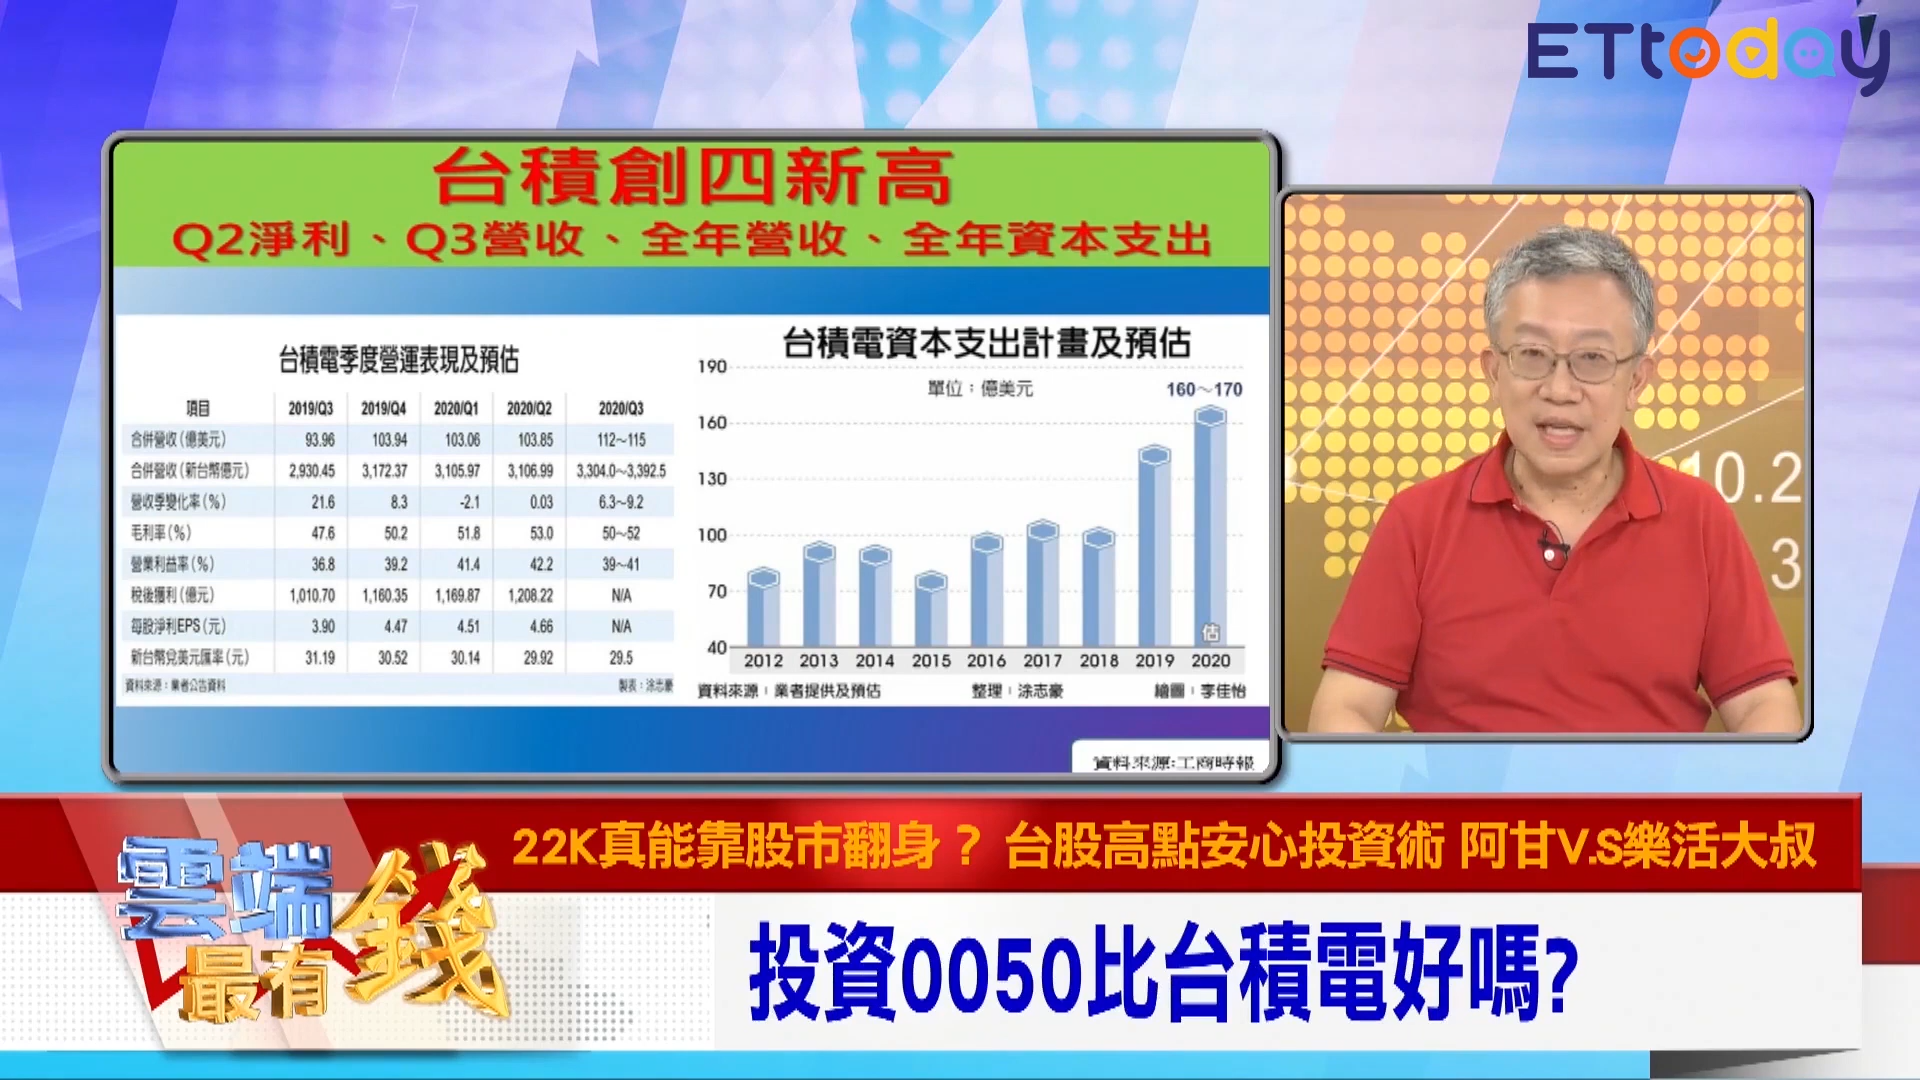 ETtoday
台積創四新高
Q2淨利、Q3營收、全年營收、全年資本支出
台積電季度營運表現及預估
項目 2019/Q3 2019/Q4 2020/Q1 2020/Q2 2020/Q3
合併營收(億美元) 93.96 103.94 103.06 103.85 112~115
合併營收(新台幣億元) 2,930.45 3,172.37 3,105.97 3,106.99 3,304.0~3,392.5
營收季變化率(%) 21.6 8.3 -2.1 0.03 6.3~9.2
毛利率(%) 47.6 50.2 51.8 53.0 50~52
營業利益率(%) 36.8 39.2 41.4 42.2 39~41
稅後獲利(億元) 1,010.70 1,160.35 1,169.87 1,208.22 N/A
每股淨利EPS(元) 3.90 4.47 4.51 4.66 N/A
新台幣兌美元匯率(元) 31.19 30.52 30.14 29.92 29.5
資料來源：業者公告資料 製表：涂志豪
台積電資本支出計畫及預估
單位：億美元
160~170
190
160
130
100
70
40
估
2012 2013 2014 2015 2016 2017 2018 2019 2020
資料來源：業者提供及預估 整理：涂志豪 繪圖：李佳怡
資料來源:工商時報
10.2
3
雲端最有錢
22K真能靠股市翻身？ 台股高點安心投資術 阿甘V.S樂活大叔
投資0050比台積電好嗎?